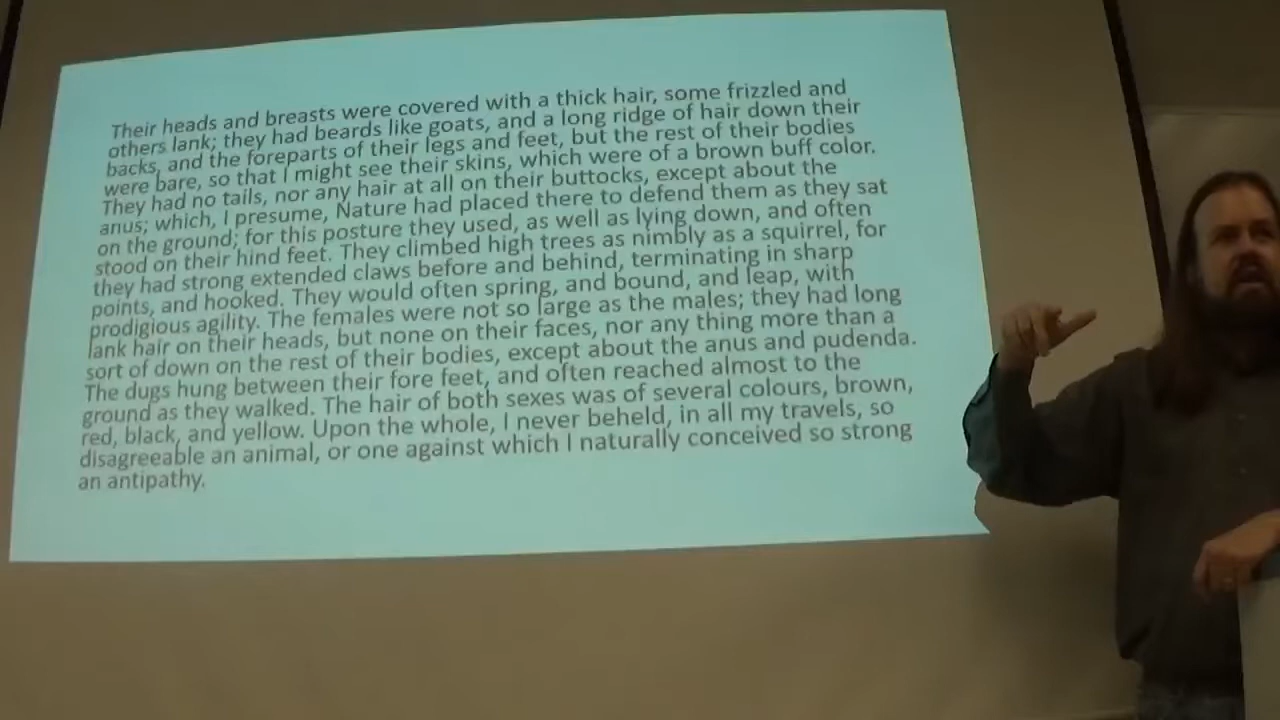 Their heads and breasts were covered with a thick hair, some frizzled and
others lank; they had beards like goats, and a long ridge of hair down their
backs, and the foreparts of their legs and feet, but the rest of their bodies
were bare, so that I might see their skins, which were of a brown buff color.
They had no tails, nor any hair at all on their buttocks, except about the
anus; which, I presume, Nature had placed there to defend them as they sat
on the ground; for this posture they used, as well as lying down, and often
stood on their hind feet. They climbed high trees as nimbly as a squirrel, for
they had strong extended claws before and behind, terminating in sharp
points, and hooked. They would often spring, and bound, and leap, with
prodigious agility. The females were not so large as the males; they had long
lank hair on their heads, but none on their faces, nor any thing more than a
sort of down on the rest of their bodies, except about the anus and pudenda.
The dugs hung between their fore feet, and often reached almost to the
ground as they walked. The hair of both sexes was of several colours, brown,
red, black, and yellow. Upon the whole, I never beheld, in all my travels, so
disagreeable an animal, or one against which I naturally conceived so strong
an antipathy.